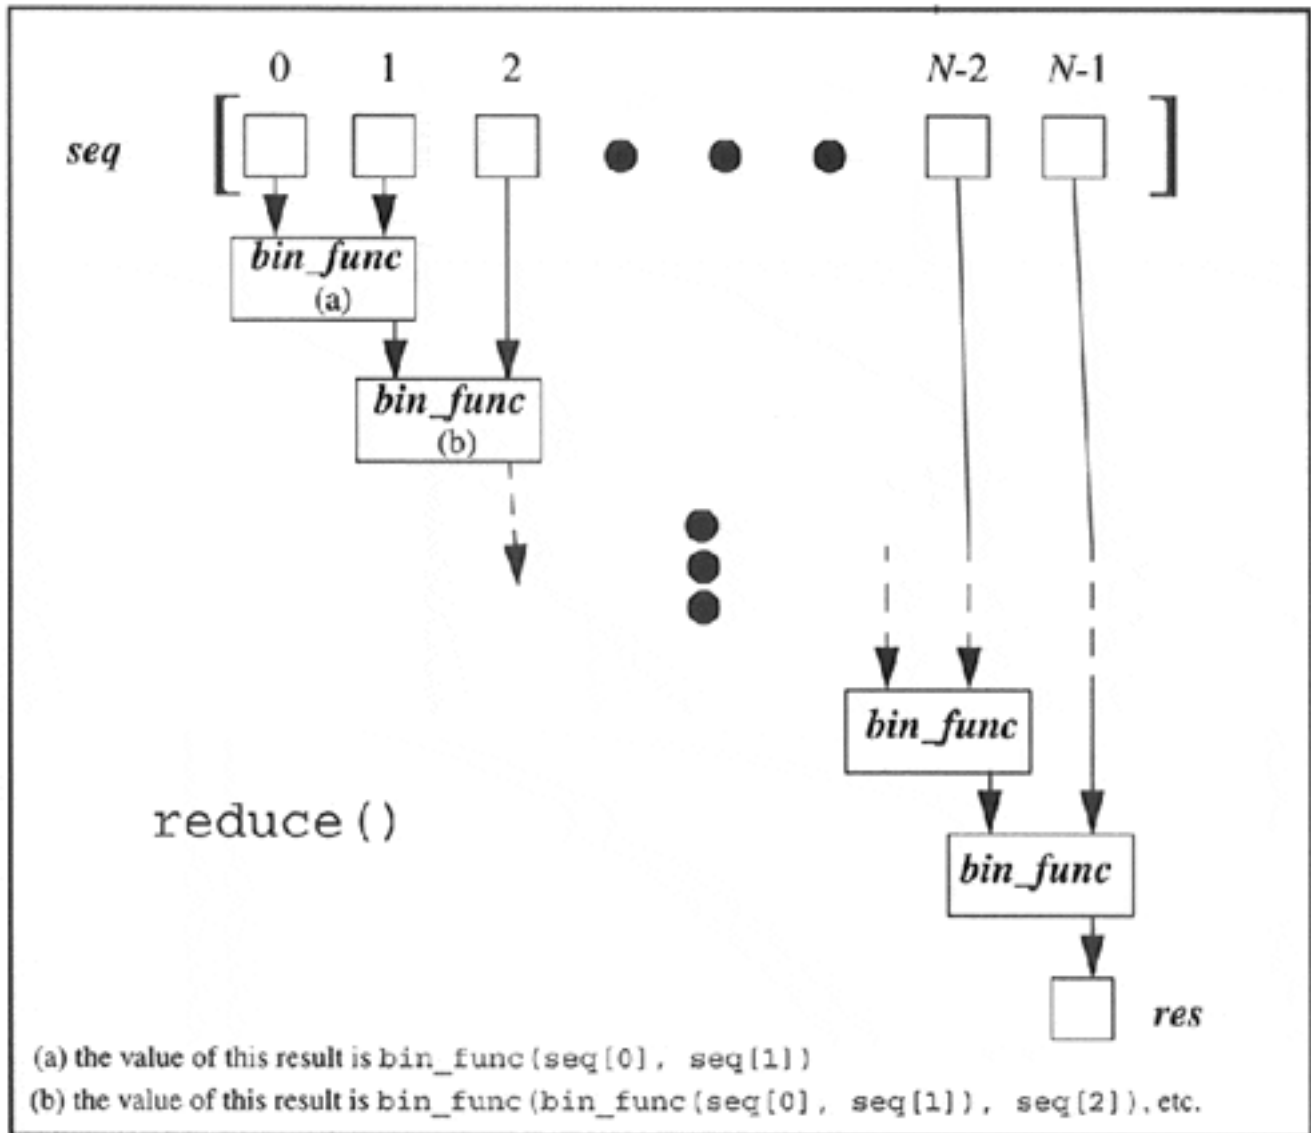 0 1 2 N-2 N-1
seq
bin_func
(a)
bin_func
(b)
bin_func
reduce()
bin_func
res
(a) the value of this result is bin_func(seq[0], seq[1])
(b) the value of this result is bin_func(bin_func(seq[0], seq[1]), seq[2]), etc.